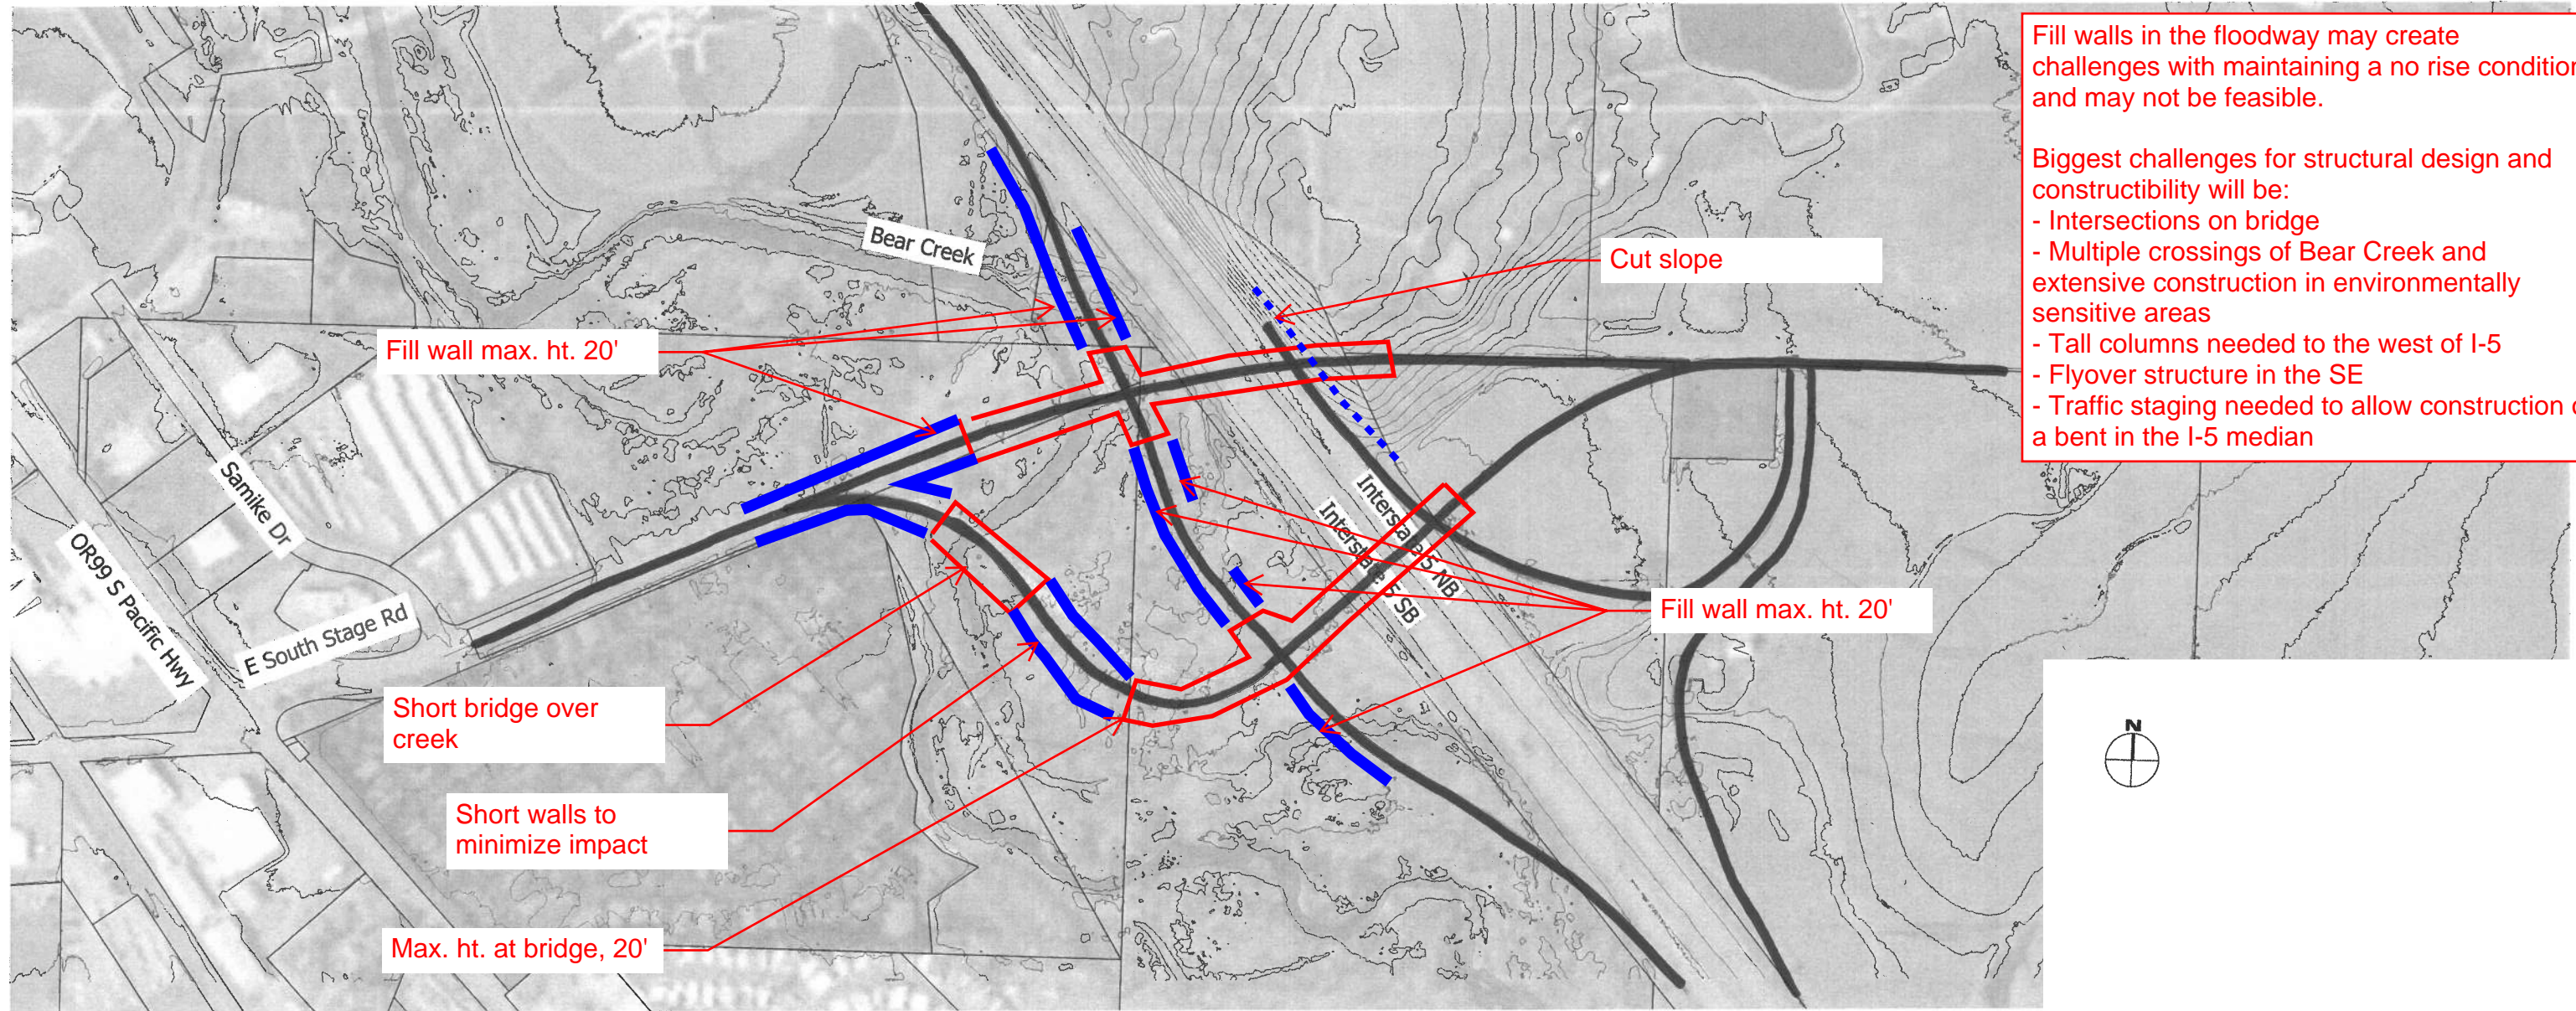 Fill walls in the floodway may create
challenges with maintaining a no rise condition
and may not be feasible.
Biggest challenges for structural design and
constructibility will be:
- Intersections on bridge
- Multiple crossings of Bear Creek and
extensive construction in environmentally
sensitive areas
- Tall columns needed to the west of I-5
- Flyover structure in the SE
- Traffic staging needed to allow construction o
a bent in the I-5 median
Bear Creek
Cut slope
Fill wall max. ht. 20'
Samike Dr
OR99 S Pacific Hwy
E South Stage Rd
Interstate 5 NB
Interstate 5 SB
Fill wall max. ht. 20'
Short bridge over
creek
Short walls to
minimize impact
Max. ht. at bridge, 20'
N